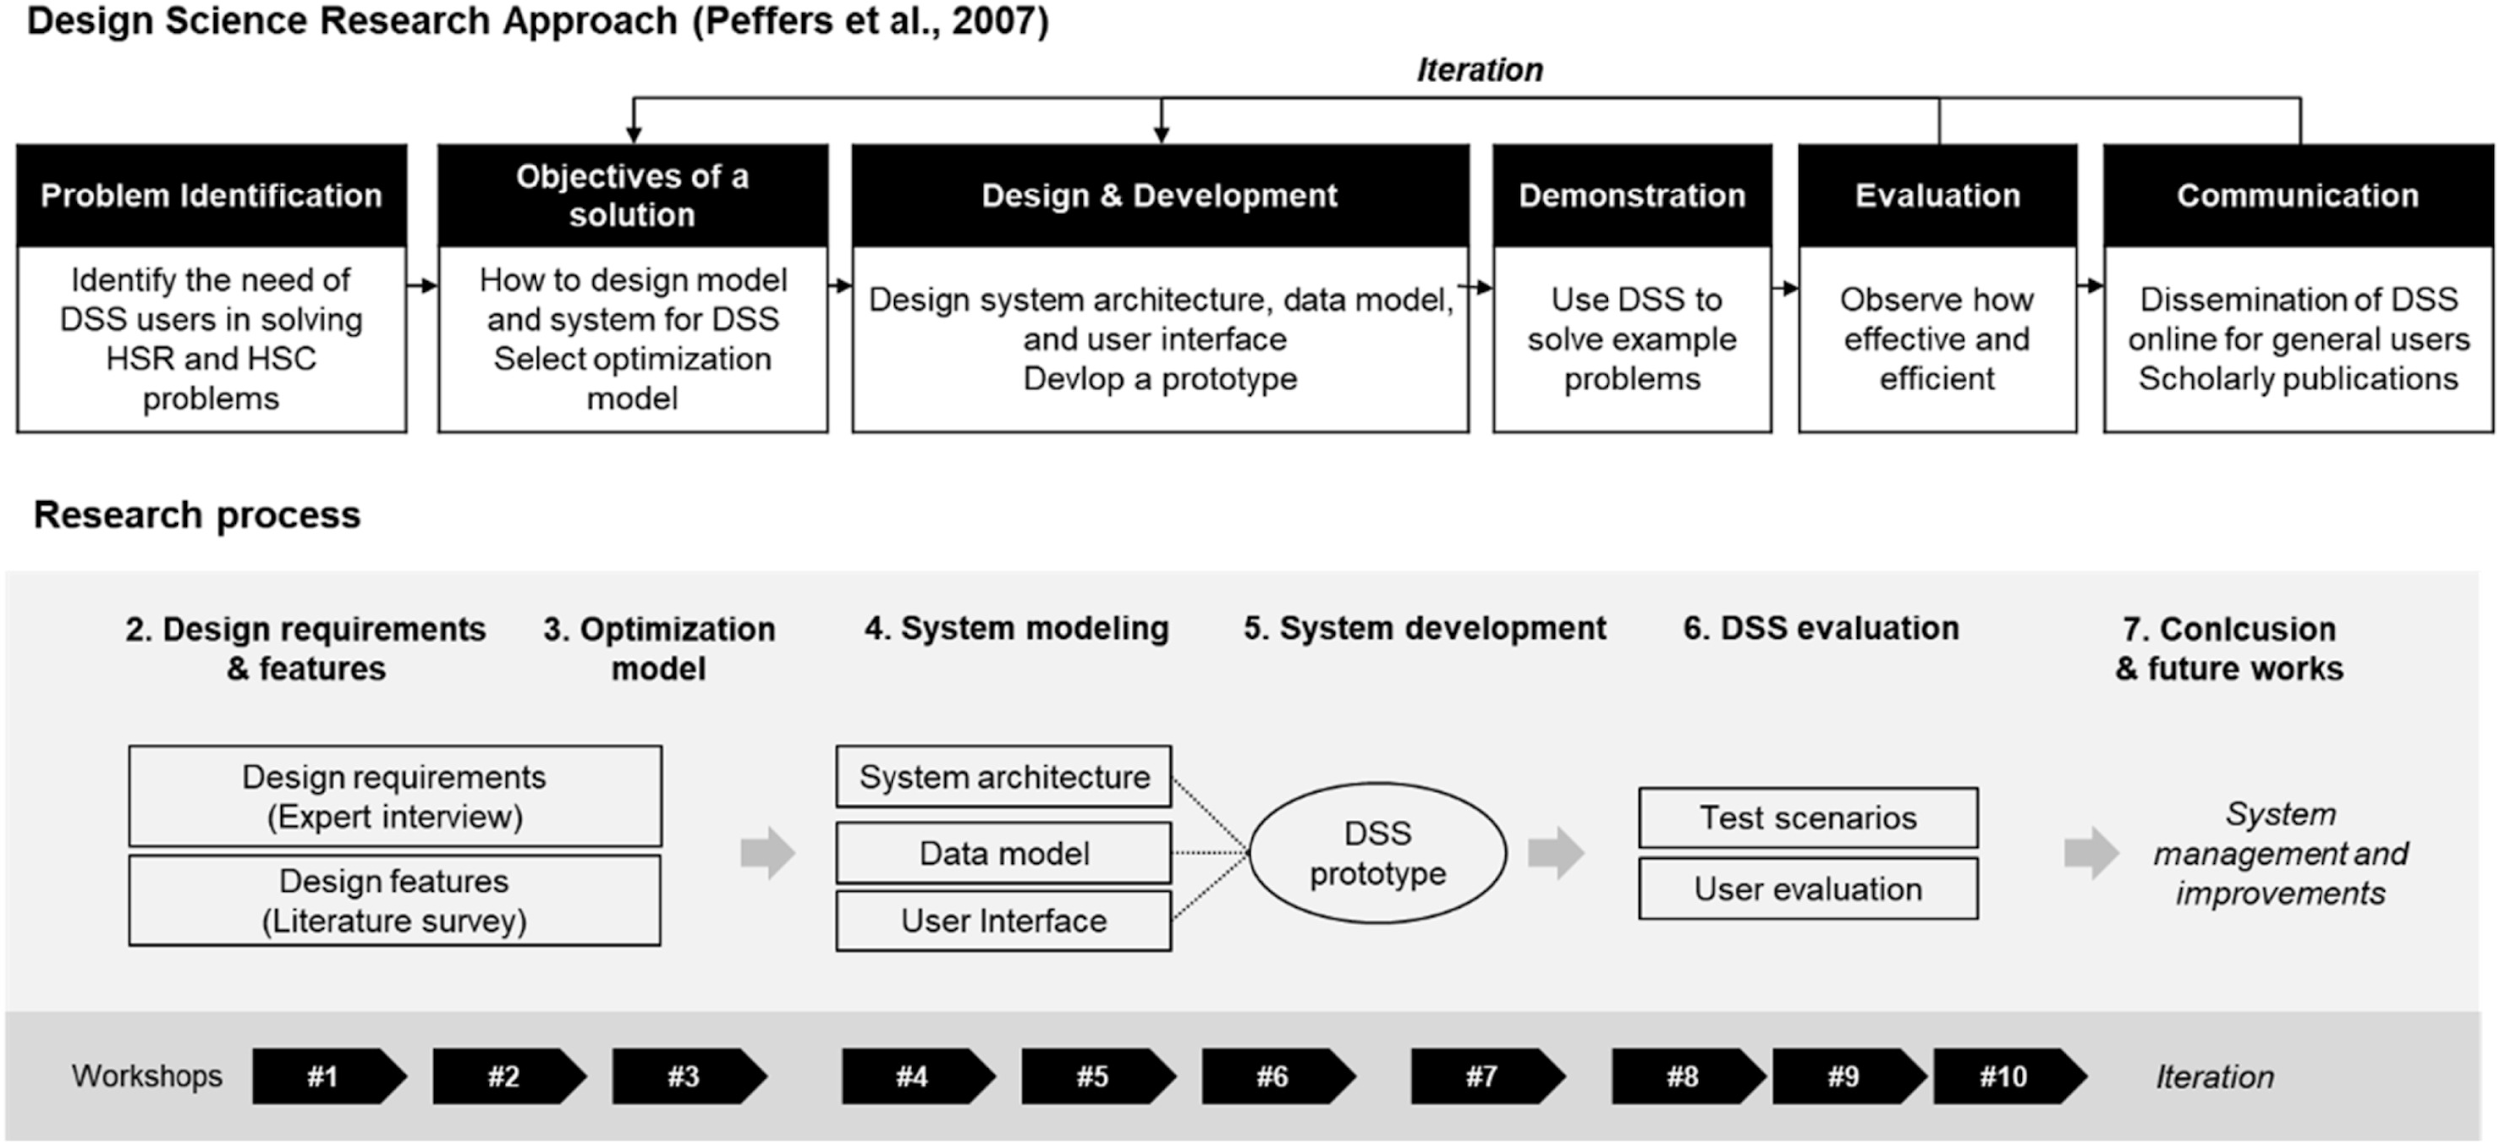 Design Science Research Approach (Peffers et al., 2007)
Iteration
Problem Identification
Identify the need of
DSS users in solving
HSR and HSC
problems
Objectives of a
solution
How to design model
and system for DSS
Select optimization
model
Design & Development
Design system architecture, data model,
and user interface
Devlop a prototype
Demonstration
Use DSS to
solve example
problems
Evaluation
Observe how
effective and
efficient
Communication
Dissemination of DSS
online for general users
Scholarly publications
Research process
2. Design requirements
& features
3. Optimization
model
4. System modeling
5. System development
6. DSS evaluation
7. Conlcusion
& future works
Design requirements
(Expert interview)
Design features
(Literature survey)
System architecture
Data model
User Interface
DSS
prototype
Test scenarios
User evaluation
System
management and
improvements
Workshops
#1
#2
#3
#4
#5
#6
#7
#8
#9
#10
Iteration